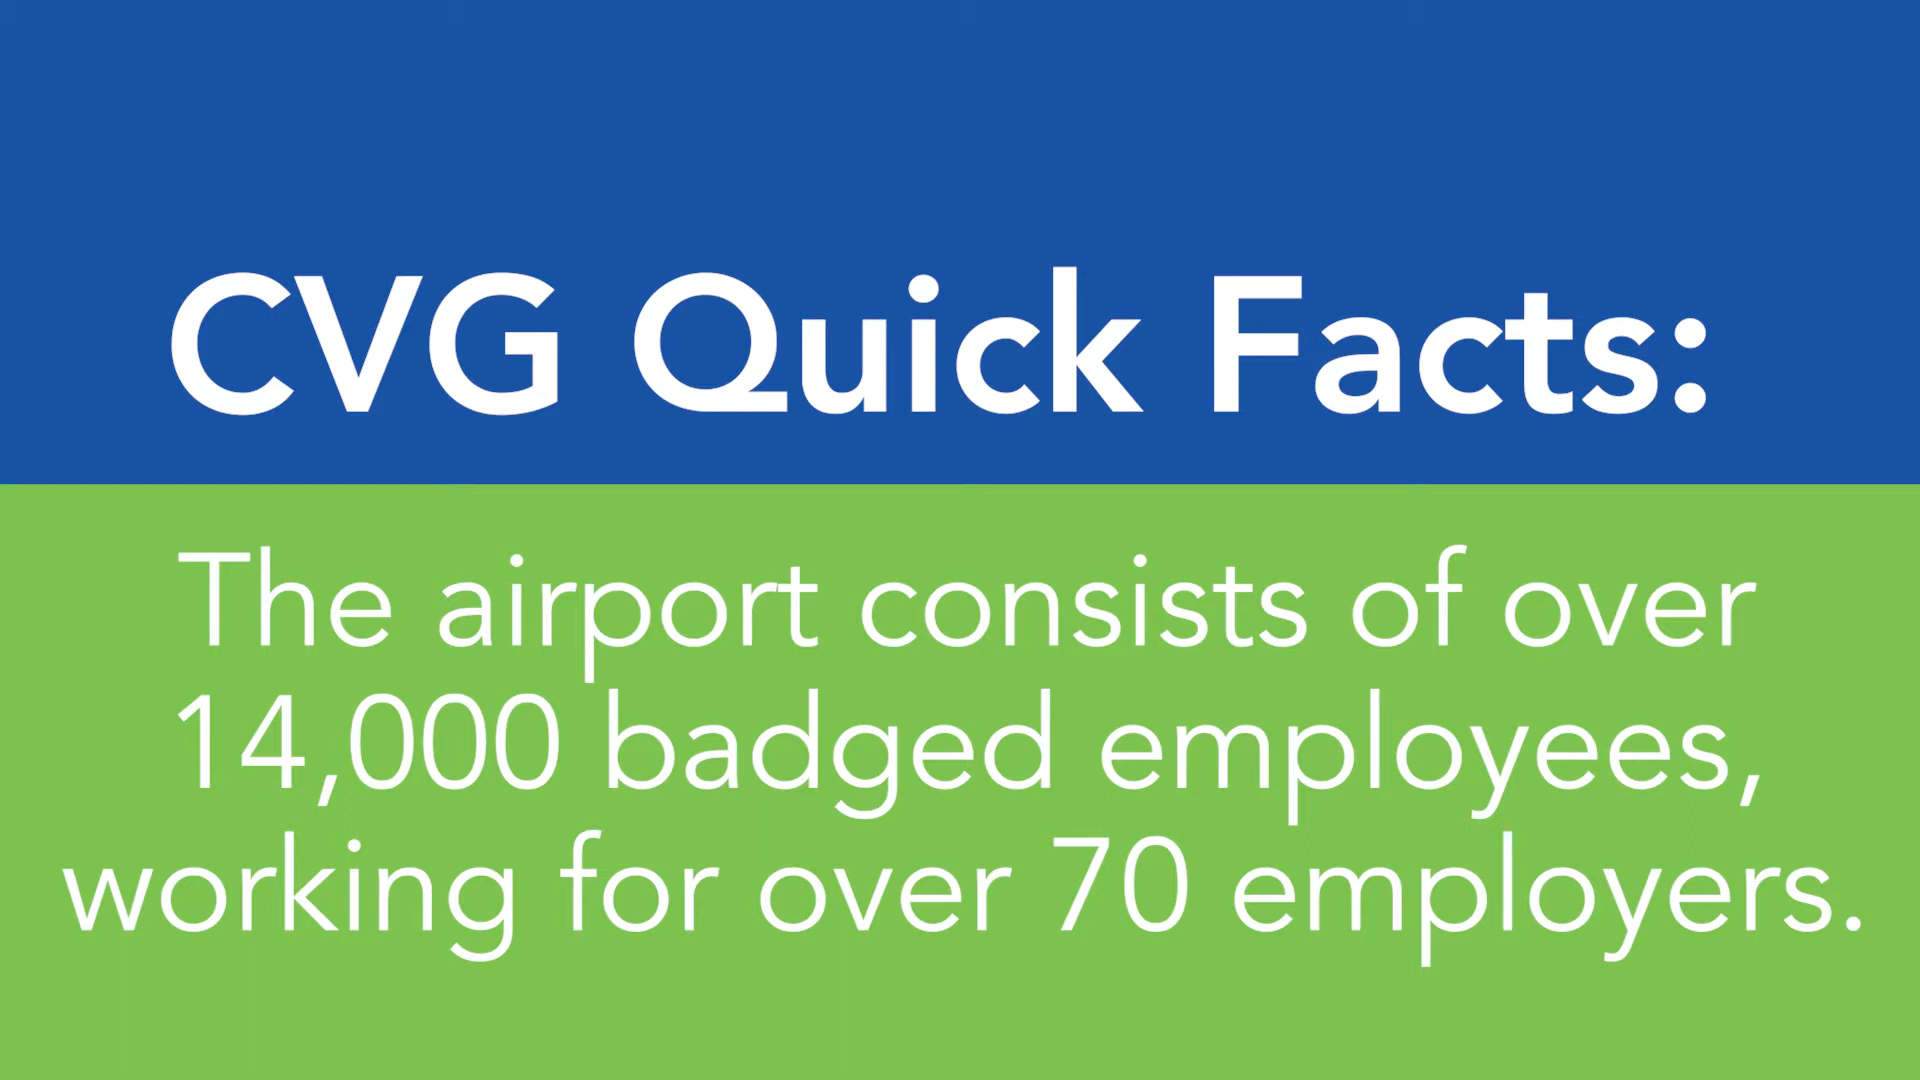 CVG Quick Facts:
The airport consists of over
14,000 badged employees,
working for over 70 employers.